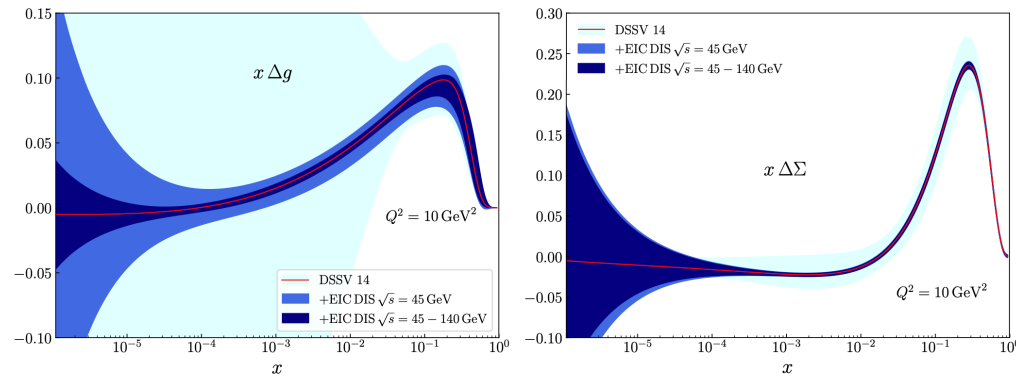 0.15
0.10
0.05
0.00
−0.05
−0.10
x Δg
Q² = 10 GeV²
DSSV 14
+EIC DIS √s = 45 GeV
+EIC DIS √s = 45 − 140 GeV
10⁻⁵ 10⁻⁴ 10⁻³ 10⁻² 10⁻¹ 10⁰
x
0.30
0.25
0.20
0.15
0.10
0.05
0.00
−0.05
−0.10
DSSV 14
+EIC DIS √s = 45 GeV
+EIC DIS √s = 45 − 140 GeV
x ΔΣ
Q² = 10 GeV²
10⁻⁵ 10⁻⁴ 10⁻³ 10⁻² 10⁻¹ 10⁰
x